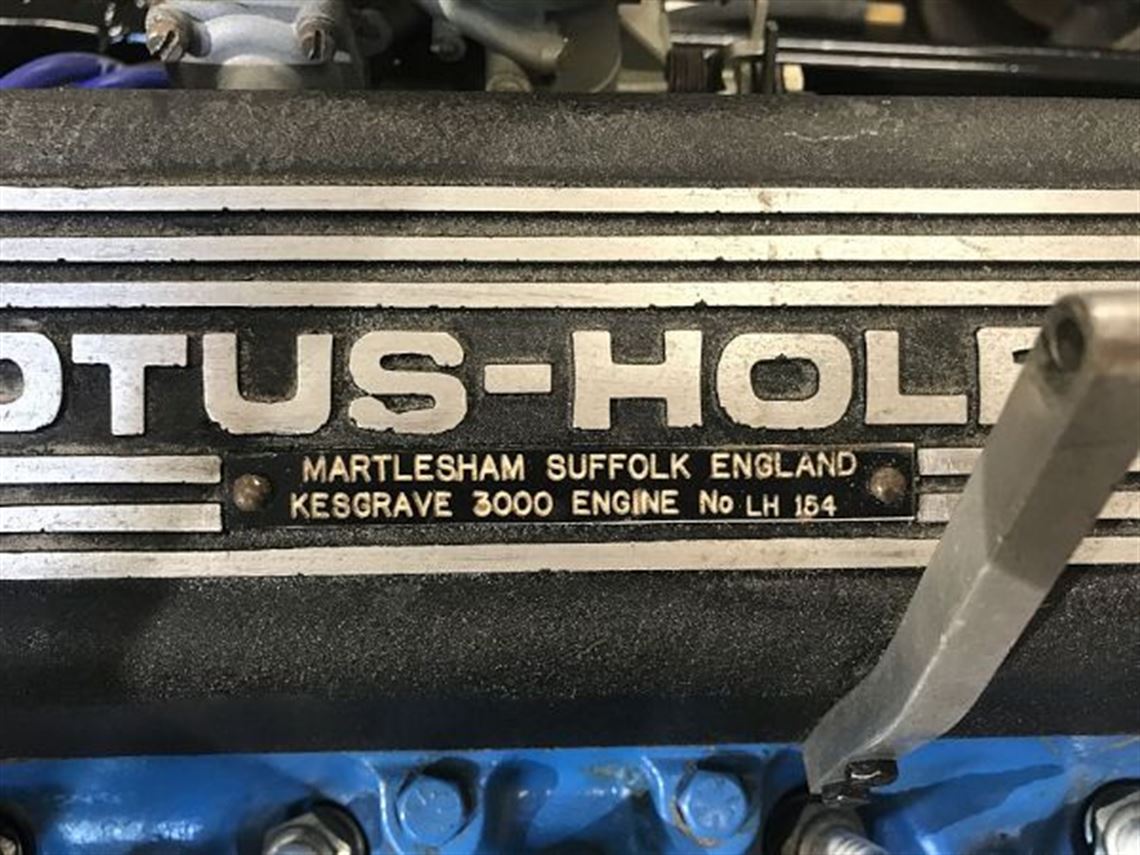 OTUS-HOL
MARTLESHAM SUFFOLK ENGLAND
KESGRAVE 3000 ENGINE No LH 154